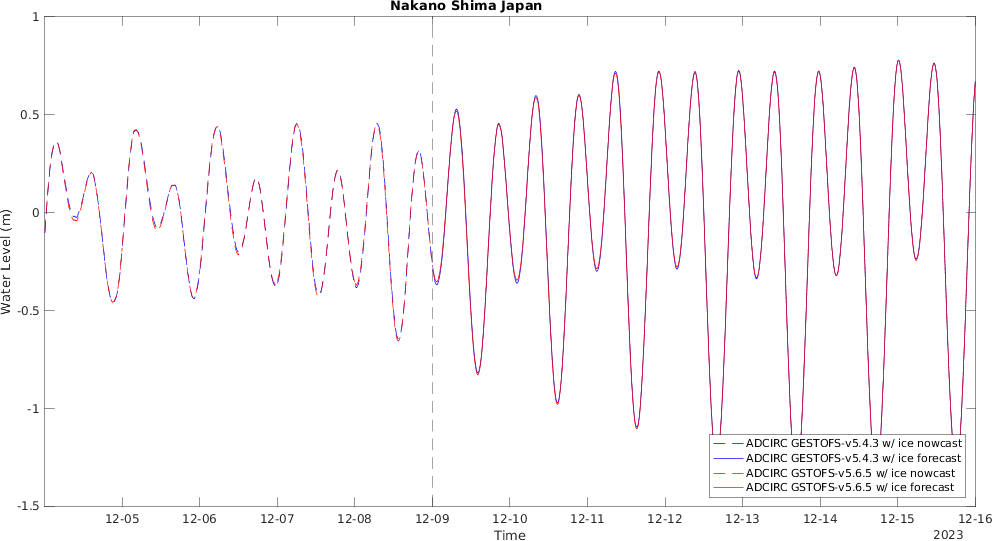 Nakano Shima Japan
1
0.5
0
-0.5
-1
-1.5
Water Level (m)
ADCIRC GESTOFS-v5.4.3 w/ ice nowcast
ADCIRC GESTOFS-v5.4.3 w/ ice forecast
ADCIRC GSTOFS-v5.6.5 w/ ice nowcast
ADCIRC GSTOFS-v5.6.5 w/ ice forecast
12-05 12-06 12-07 12-08 12-09 12-10 12-11 12-12 12-13 12-14 12-15 12-16
Time
2023